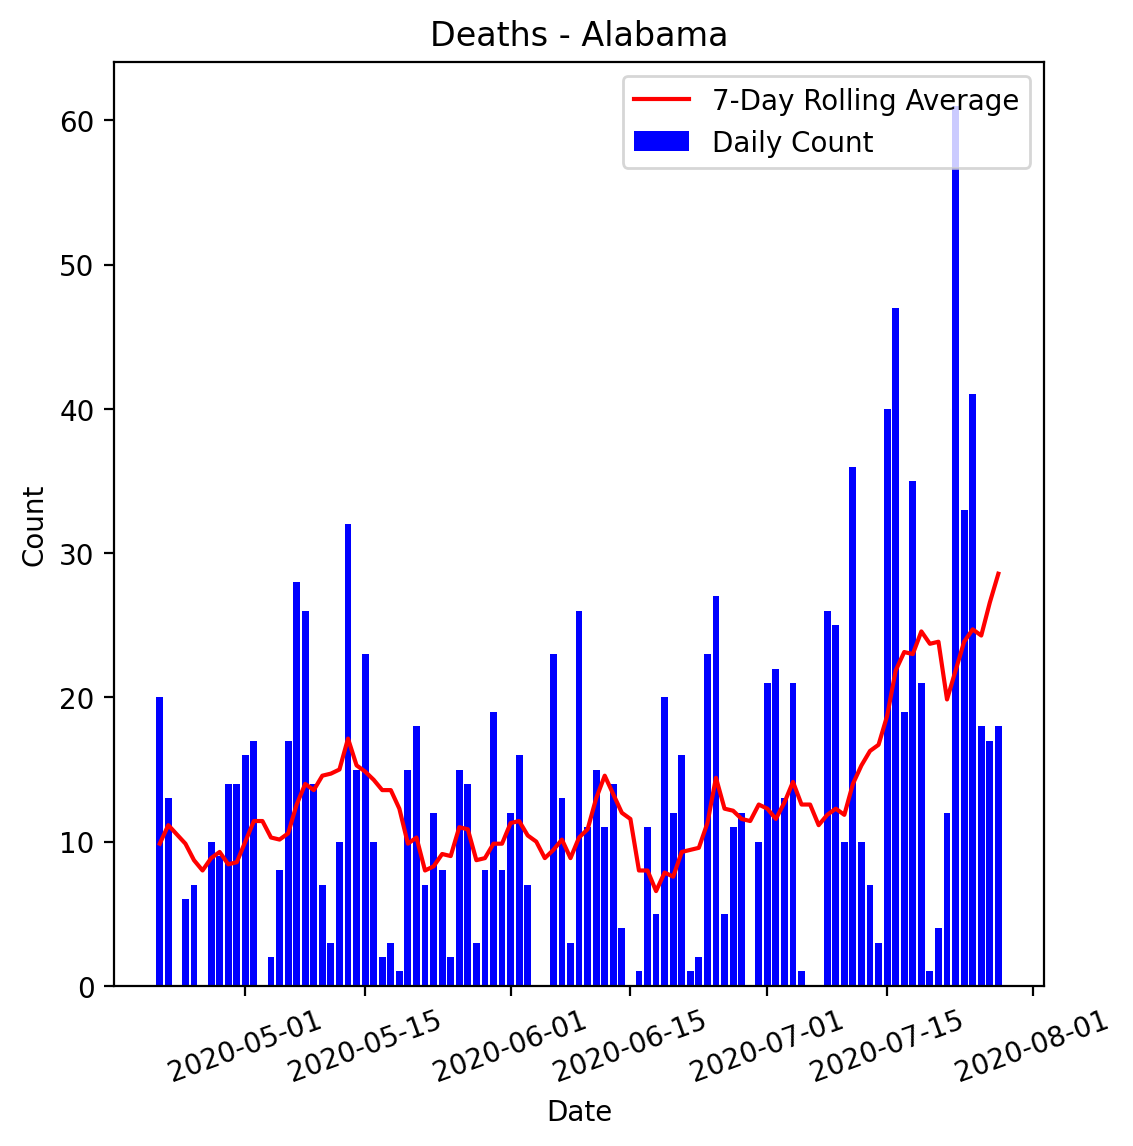 Deaths - Alabama
7-Day Rolling Average
Daily Count
60
50
40
30
20
10
0
Count
2020-05-01
2020-05-15
2020-06-01
2020-06-15
2020-07-01
2020-07-15
2020-08-01
Date